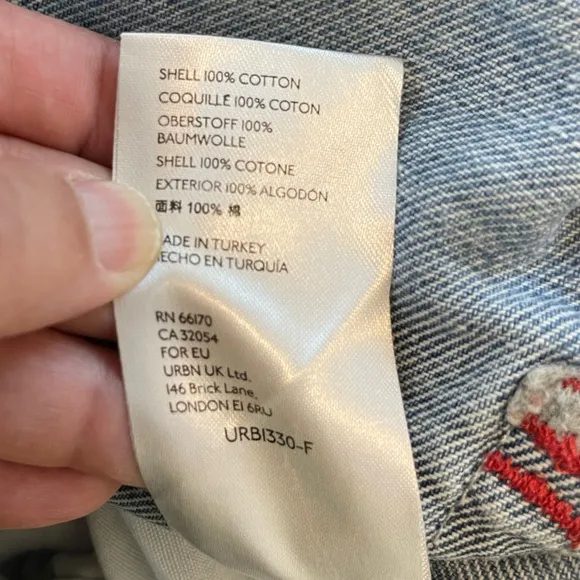 SHELL 100% COTTON
COQUILLE 100% COTON
OBERSTOFF 100%
BAUMWOLLE
SHELL 100% COTONE
EXTERIOR 100% ALGODÓN
面料 100% 棉
ADE IN TURKEY
ECHO EN TURQUÍA
RN 66170
CA 32054
FOR EU
URBN UK Ltd.
146 Brick Lane,
LONDON E1 6RU
URB1330-F